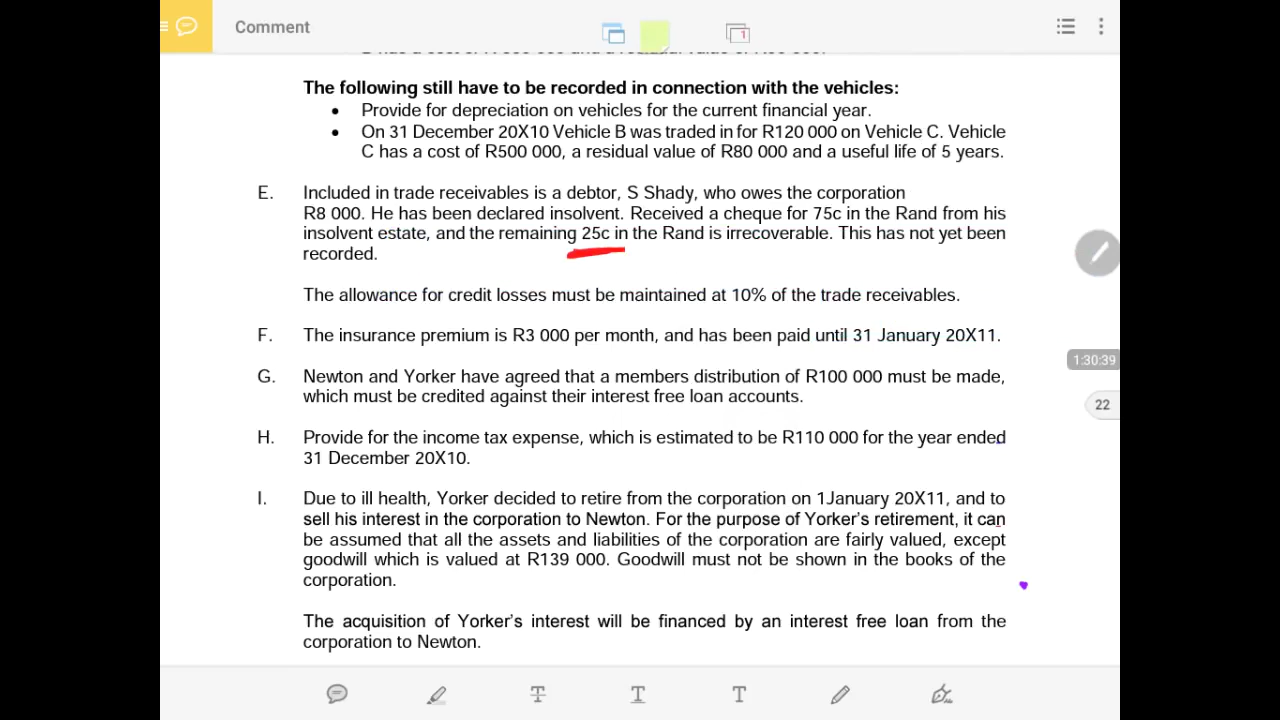 Comment
1
The following still have to be recorded in connection with the vehicles:
• Provide for depreciation on vehicles for the current financial year.
• On 31 December 20X10 Vehicle B was traded in for R120 000 on Vehicle C. Vehicle
C has a cost of R500 000, a residual value of R80 000 and a useful life of 5 years.
E. Included in trade receivables is a debtor, S Shady, who owes the corporation
R8 000. He has been declared insolvent. Received a cheque for 75c in the Rand from his
insolvent estate, and the remaining 25c in the Rand is irrecoverable. This has not yet been
recorded.
The allowance for credit losses must be maintained at 10% of the trade receivables.
F. The insurance premium is R3 000 per month, and has been paid until 31 January 20X11.
1:30:39
G. Newton and Yorker have agreed that a members distribution of R100 000 must be made,
which must be credited against their interest free loan accounts.
22
H. Provide for the income tax expense, which is estimated to be R110 000 for the year ended
31 December 20X10.
I. Due to ill health, Yorker decided to retire from the corporation on 1January 20X11, and to
sell his interest in the corporation to Newton. For the purpose of Yorker's retirement, it can
be assumed that all the assets and liabilities of the corporation are fairly valued, except
goodwill which is valued at R139 000. Goodwill must not be shown in the books of the
corporation.
The acquisition of Yorker's interest will be financed by an interest free loan from the
corporation to Newton.